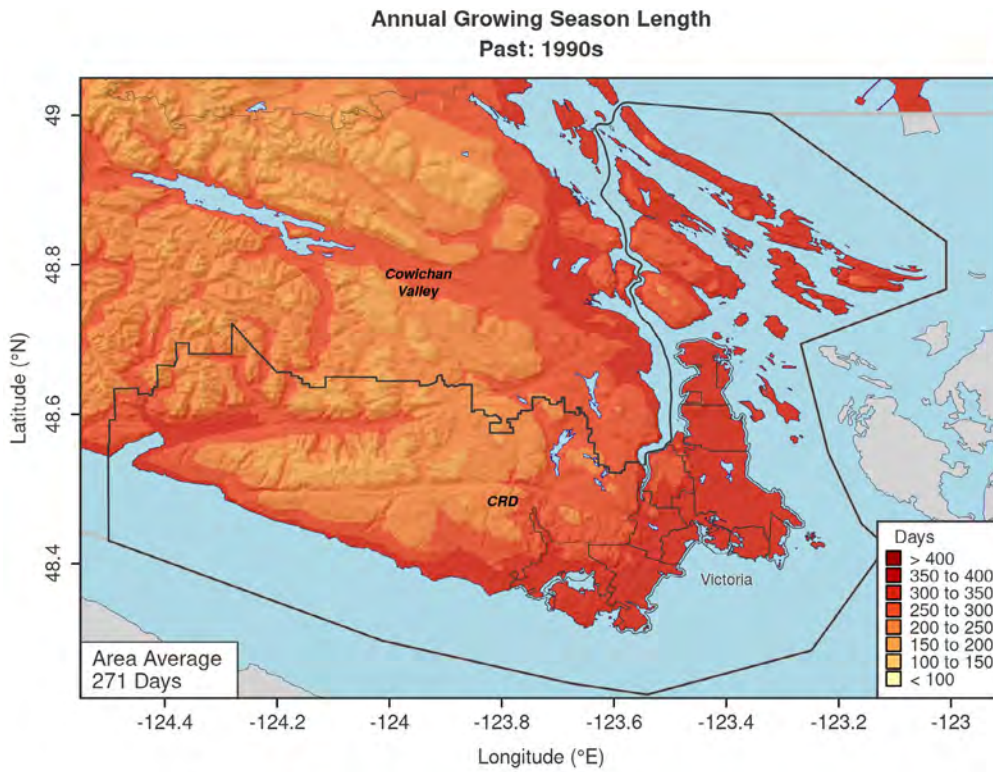 Annual Growing Season Length
Past: 1990s
Latitude (°N)
49
48.8
48.6
48.4
Cowichan
Valley
CRD
Victoria
Days
> 400
350 to 400
300 to 350
250 to 300
200 to 250
150 to 200
100 to 150
< 100
Area Average
271 Days
-124.4 -124.2 -124 -123.8 -123.6 -123.4 -123.2 -123
Longitude (°E)